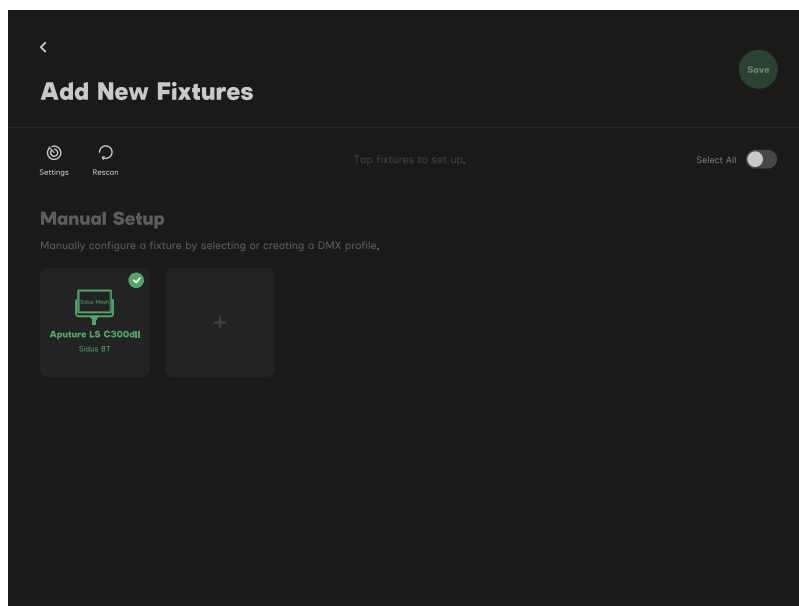 Add New Fixtures
Save
Settings
Rescan
Tap fixtures to set up.
Select All
Manual Setup
Manually configure a fixture by selecting or creating a DMX profile.
Sidus Mesh
Aputure LS C300dII
Sidus BT